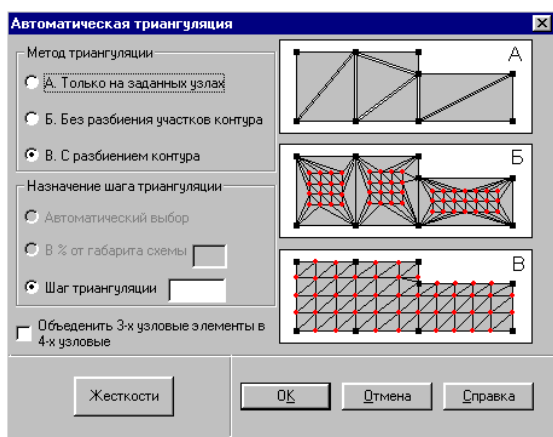 Автоматическая триангуляция
Метод триангуляции
А. Только на заданных узлах
Б. Без разбиения участков контура
В. С разбиением контура
Назначение шага триангуляции
Автоматический выбор
В % от габарита схемы
Шаг триангуляции
Объеденить 3-х узловые элементы в
4-х узловые
А
Б
В
Жесткости
ОК
Отмена
Справка